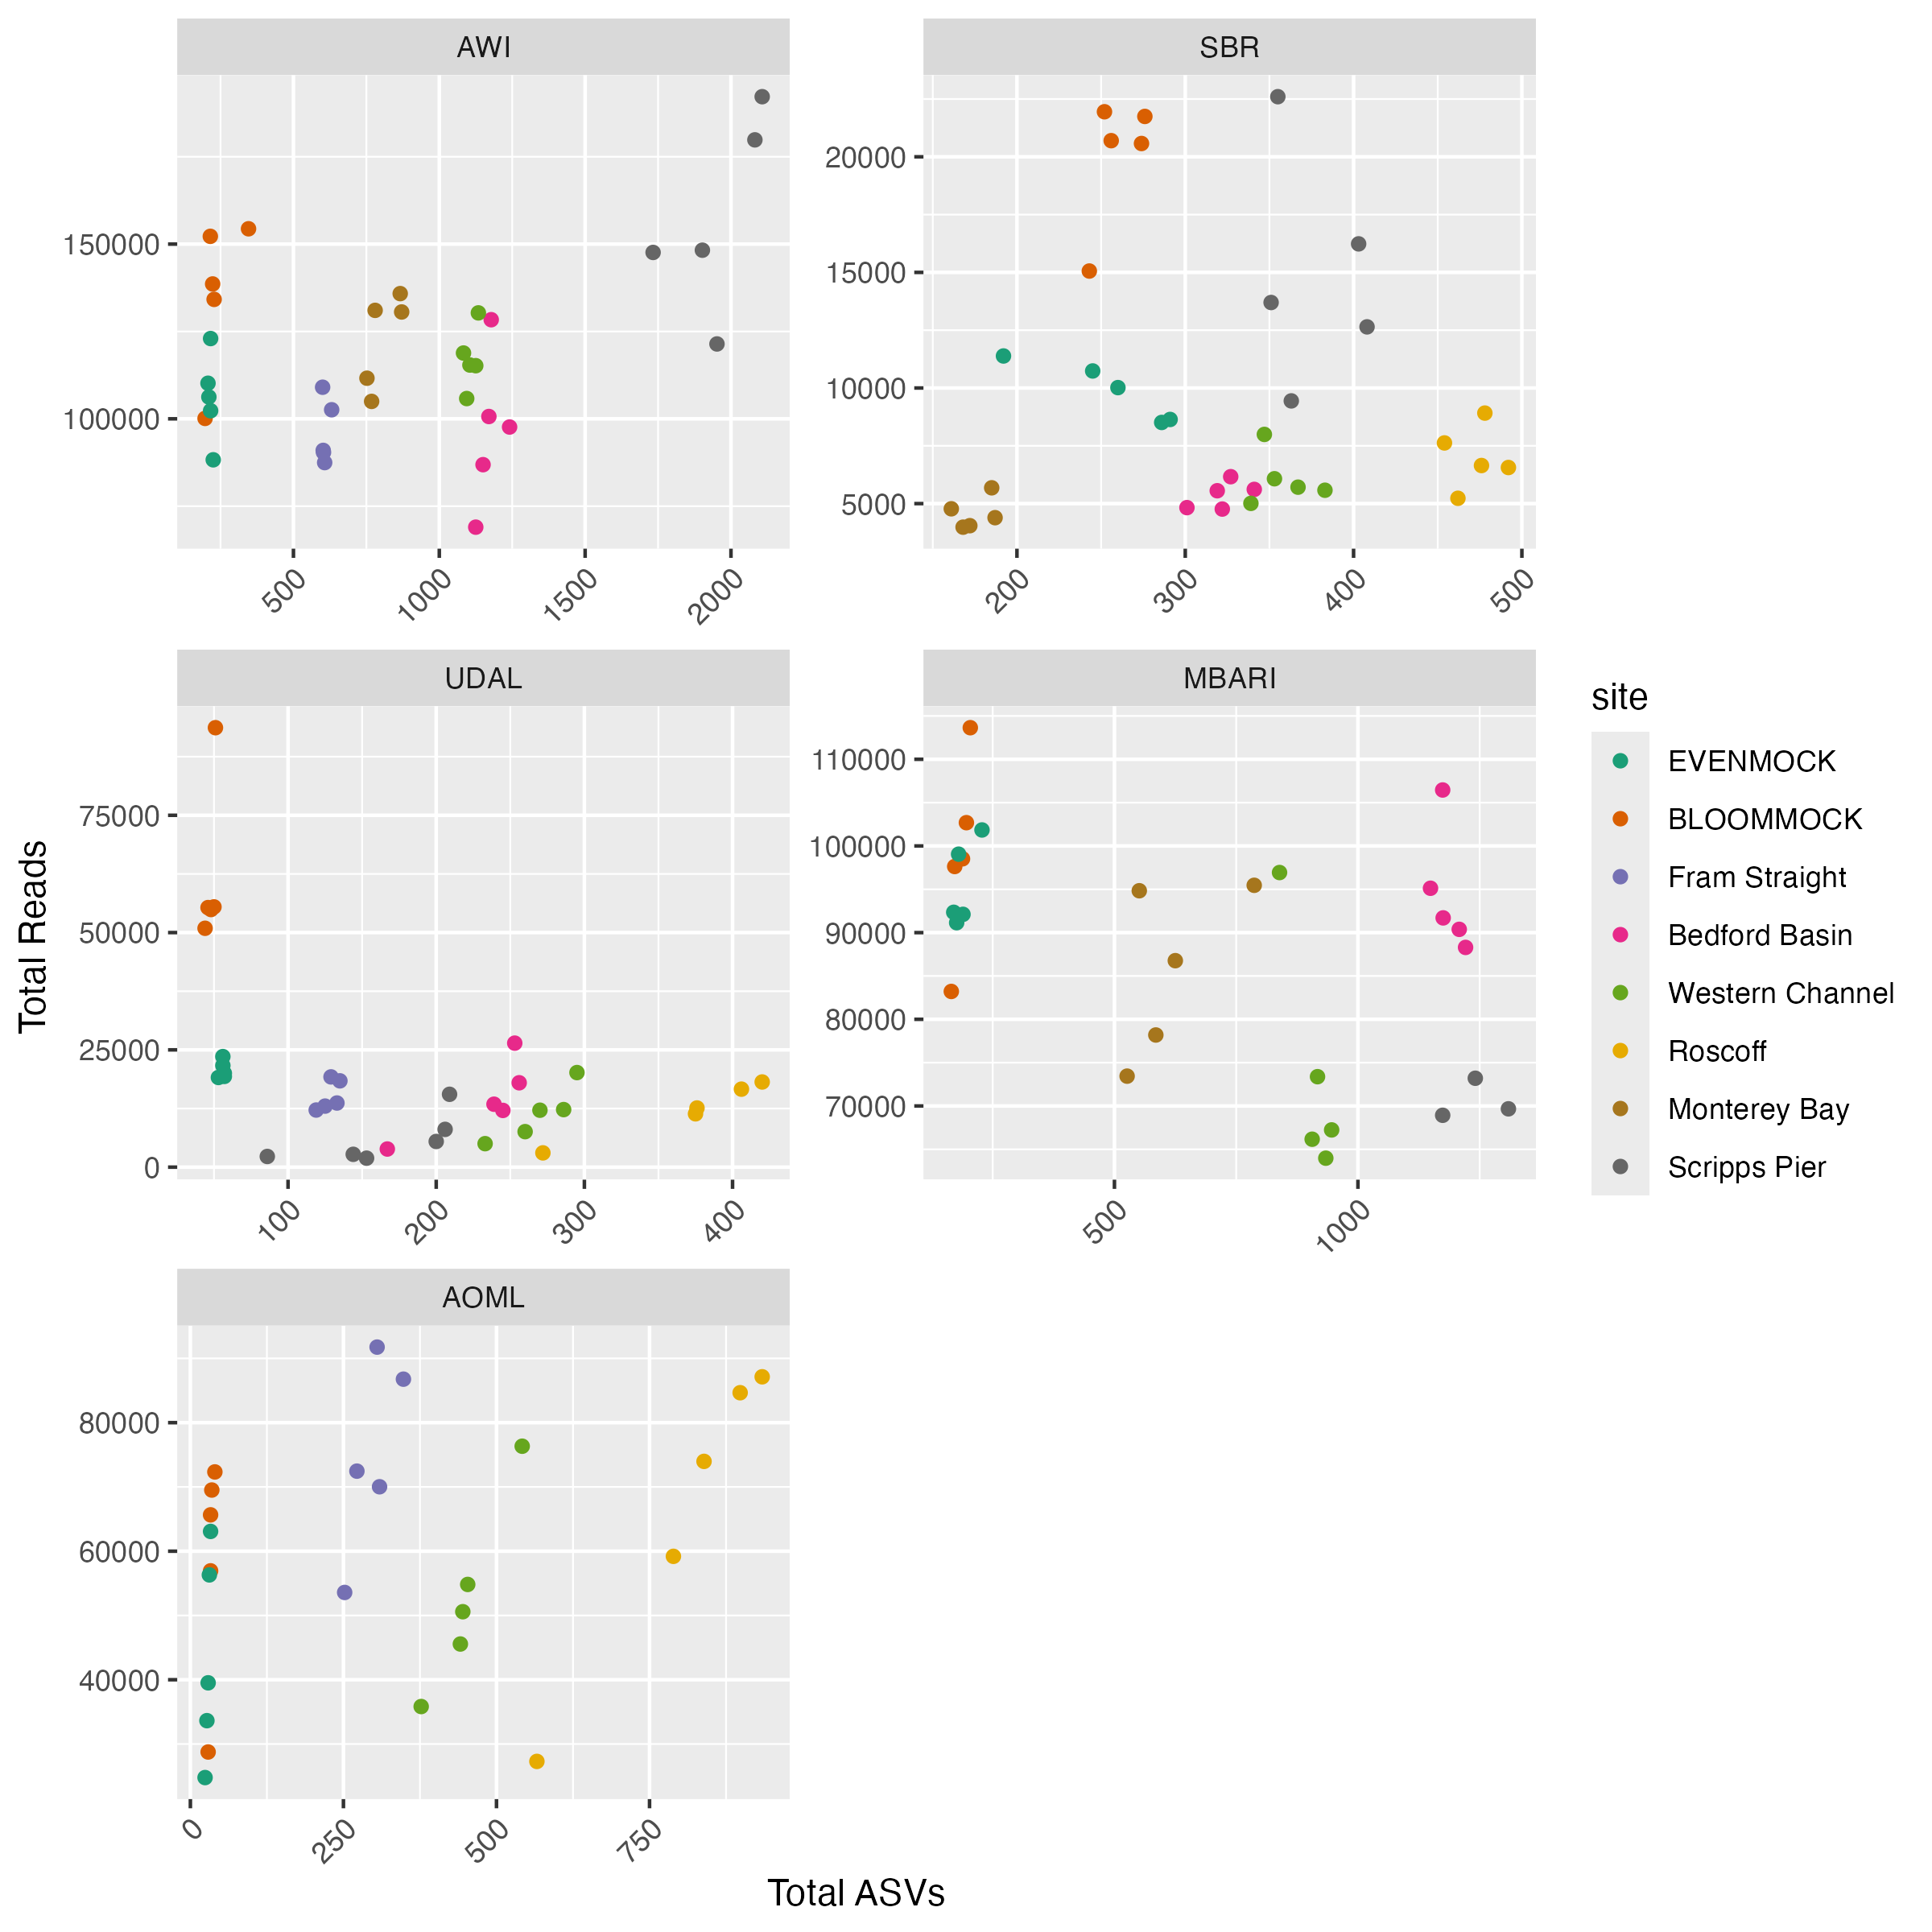 AWI
SBR
150000
100000
500
1000
1500
2000
20000
15000
10000
5000
200
300
400
500
UDAL
MBARI
75000
50000
25000
0
100
200
300
400
110000
100000
90000
80000
70000
500
1000
AOML
80000
60000
40000
0
250
500
750
Total Reads
Total ASVs
site
EVENMOCK
BLOOMMOCK
Fram Straight
Bedford Basin
Western Channel
Roscoff
Monterey Bay
Scripps Pier